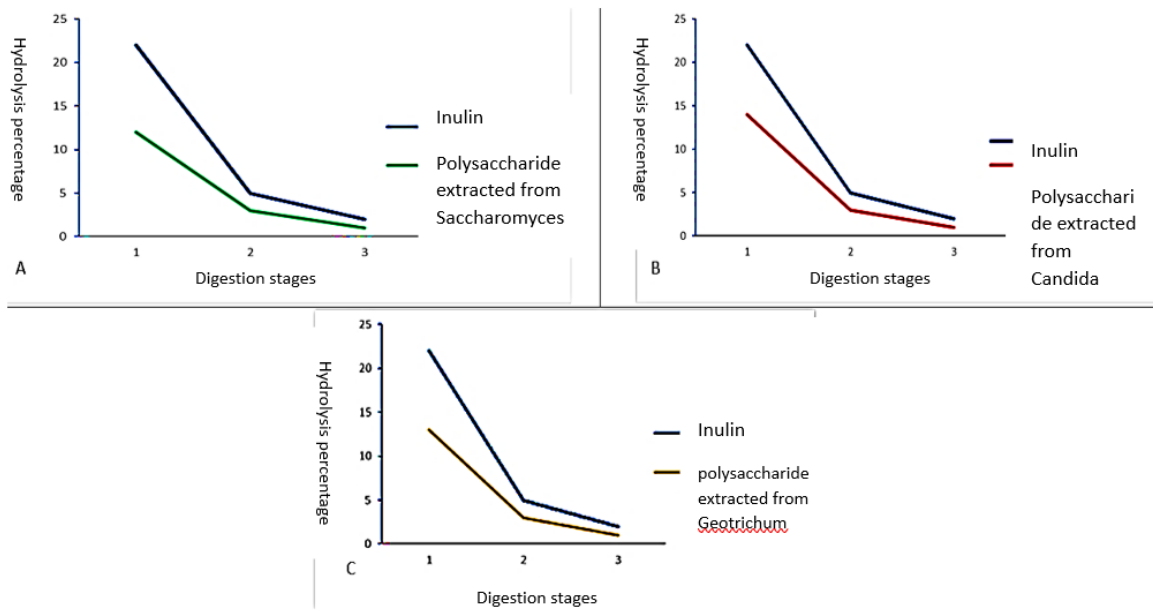 Hydrolysis percentage
25
20
15
10
5
0
1
2
3
Digestion stages
A
Inulin
Polysaccharide
extracted from
Saccharomyces
Hydrolysis percentage
25
20
15
10
5
0
1
2
3
Digestion stages
B
Inulin
Polysacchari
de extracted
from
Candida
Hydrolysis percentage
25
20
15
10
5
0
1
2
3
Digestion stages
C
Inulin
polysaccharide
extracted from
Geotrichum